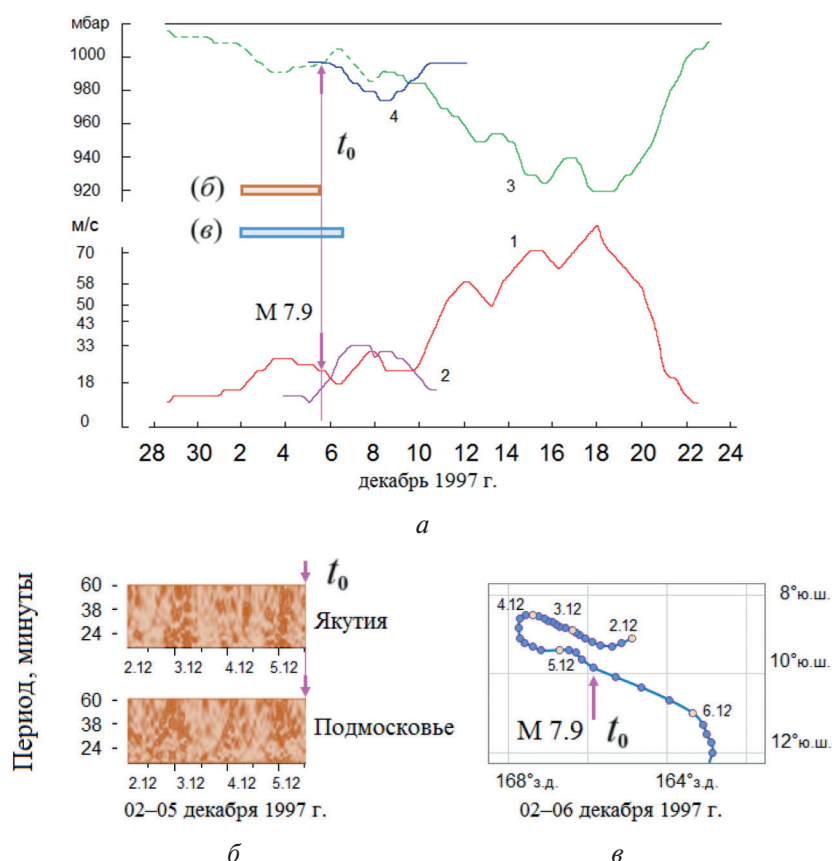 мбар
1000
980
960
940
920
4
3
t₀
(б)
(в)
м/с
70
58
50
43
33
18
0
1
2
М 7.9
28 30 2 4 6 8 10 12 14 16 18 20 22 24
декабрь 1997 г.
а
Период, минуты
60
38
24
t₀
Якутия
2.12 3.12 4.12 5.12
60
38
24
Подмосковье
2.12 3.12 4.12 5.12
02–05 декабря 1997 г.
б
4.12 3.12 2.12
5.12
6.12
М 7.9 t₀
8°ю.ш.
10°ю.ш.
12°ю.ш.
168°з.д. 164°з.д.
02–06 декабря 1997 г.
в